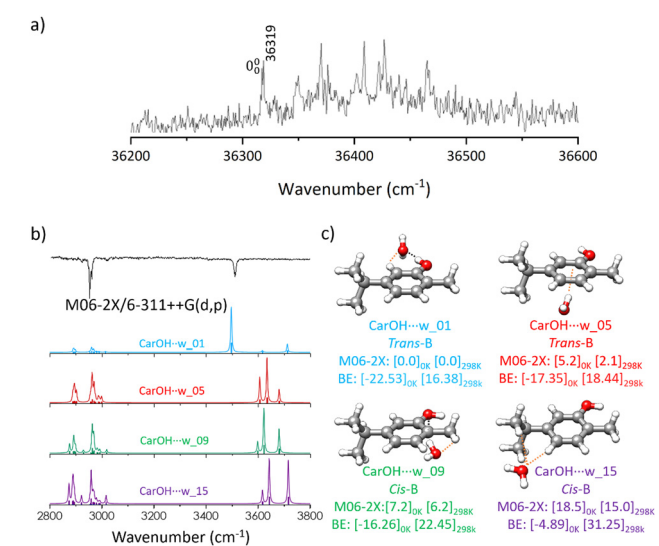 a)
0⁰₀
36319
36200 36300 36400 36500 36600
Wavenumber (cm⁻¹)
b)
M06-2X/6-311++G(d,p)
CarOH···w_01
CarOH···w_05
CarOH···w_09
CarOH···w_15
2800 3000 3200 3400 3600 3800
Wavenumber (cm⁻¹)
c)
CarOH···w_01
Trans-B
M06-2X: [0.0]₀K [0.0]₂₉₈K
BE: [-22.53]₀K [16.38]₂₉₈k
CarOH···w_05
Trans-B
M06-2X: [5.2]₀K [2.1]₂₉₈K
BE: [-17.35]₀K [18.44]₂₉₈k
CarOH···w_09
Cis-B
M06-2X:[7.2]₀K [6.2]₂₉₈K
BE: [-16.26]₀K [22.45]₂₉₈k
CarOH···w_15
Cis-B
M06-2X: [18.5]₀K [15.0]₂₉₈K
BE: [-4.89]₀K [31.25]₂₉₈k